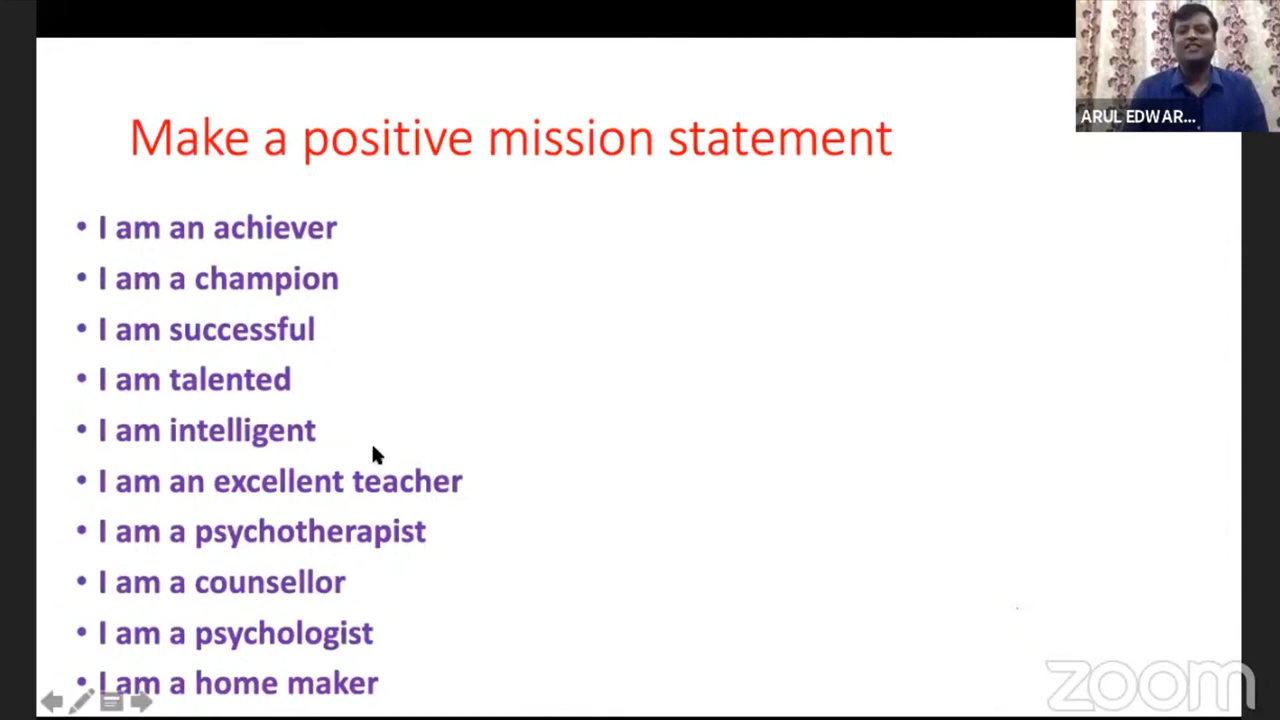 Make a positive mission statement
• I am an achiever
• I am a champion
• I am successful
• I am talented
• I am intelligent
• I am an excellent teacher
• I am a psychotherapist
• I am a counsellor
• I am a psychologist
• I am a home maker
ARUL EDWAR...
zoom